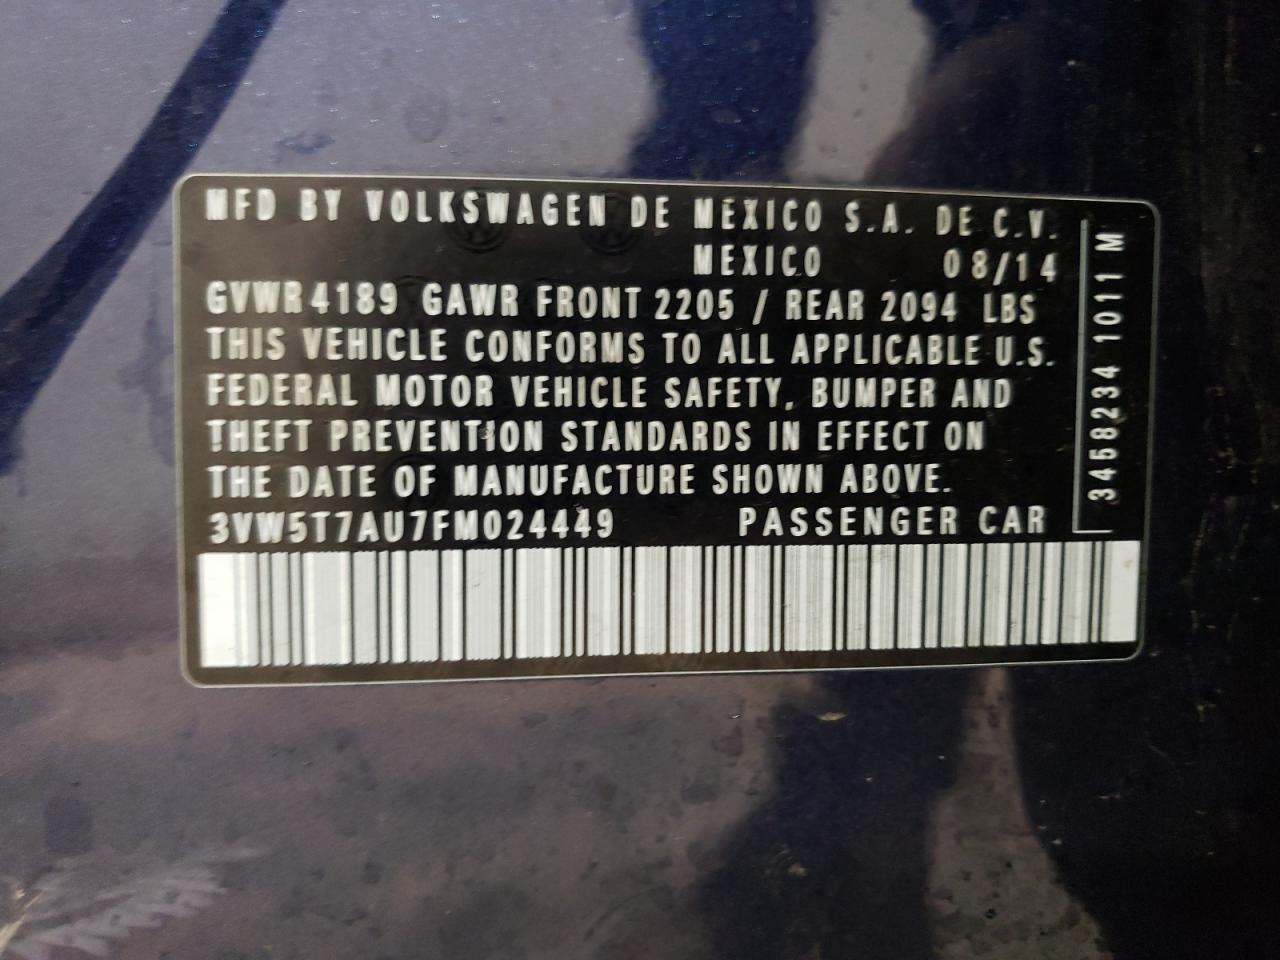 MFD BY VOLKSWAGEN DE MEXICO S.A. DE C.V.
MEXICO 08/14
GVWR 4189 GAWR FRONT 2205 / REAR 2094 LBS
THIS VEHICLE CONFORMS TO ALL APPLICABLE U.S.
FEDERAL MOTOR VEHICLE SAFETY, BUMPER AND
THEFT PREVENTION STANDARDS IN EFFECT ON
THE DATE OF MANUFACTURE SHOWN ABOVE.
3VW5T7AU7FM024449 PASSENGER CAR
3458234 1011 M